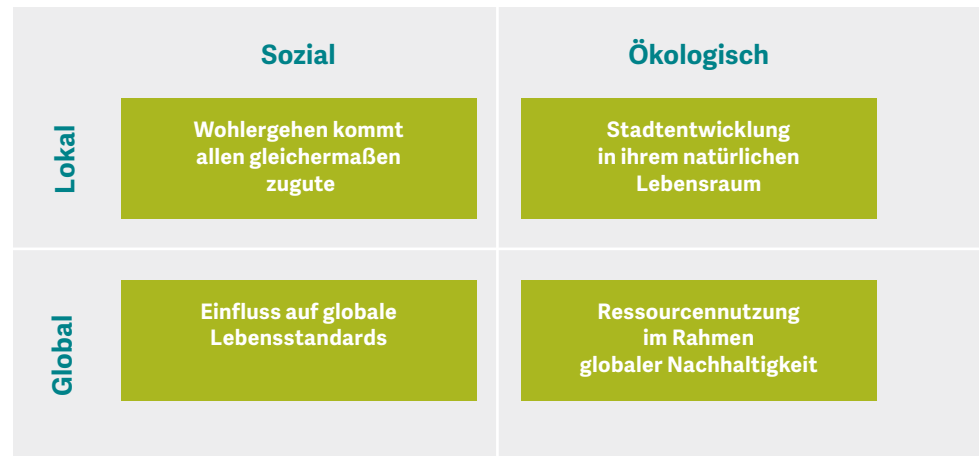 Sozial
Ökologisch
Lokal
Wohlergehen kommt
allen gleichermaßen
zugute
Stadtentwicklung
in ihrem natürlichen
Lebensraum
Global
Einfluss auf globale
Lebensstandards
Ressourcennutzung
im Rahmen
globaler Nachhaltigkeit